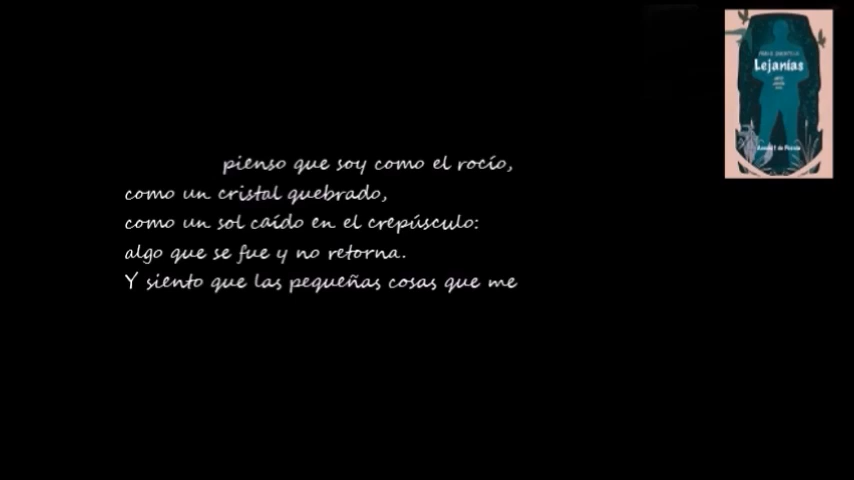 Lejanías
pienso que soy como el rocío,
como un cristal quebrado,
como un sol caído en el crepúsculo:
algo que se fue y no retorna.
Y siento que las pequeñas cosas que me